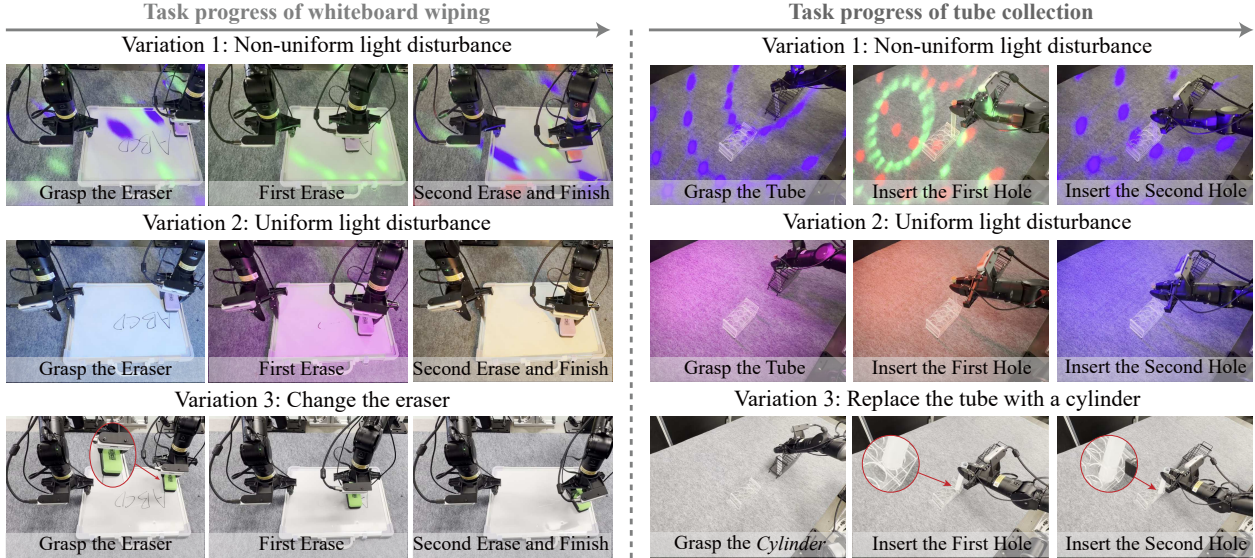 Task progress of whiteboard wiping
Variation 1: Non-uniform light disturbance
ABCD
Grasp the Eraser
First Erase
Second Erase and Finish
Variation 2: Uniform light disturbance
ABCD
Grasp the Eraser
First Erase
Second Erase and Finish
Variation 3: Change the eraser
ABCD
Grasp the Eraser
First Erase
Second Erase and Finish
Task progress of tube collection
Variation 1: Non-uniform light disturbance
Grasp the Tube
Insert the First Hole
Insert the Second Hole
Variation 2: Uniform light disturbance
Grasp the Tube
Insert the First Hole
Insert the Second Hole
Variation 3: Replace the tube with a cylinder
Grasp the Cylinder
Insert the First Hole
Insert the Second Hole